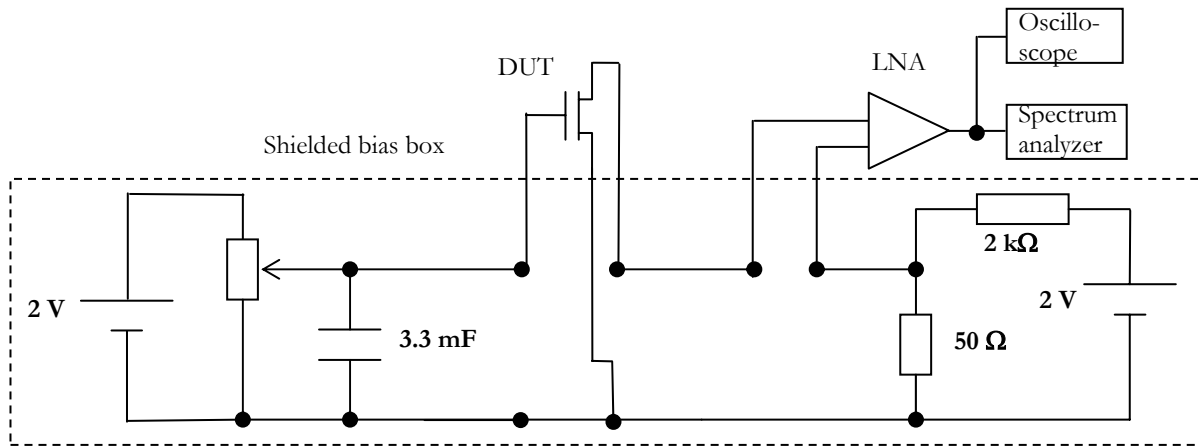 Oscillo-
scope
DUT
LNA
Spectrum
analyzer
Shielded bias box
2 kΩ
2 V
3.3 mF
2 V
50 Ω